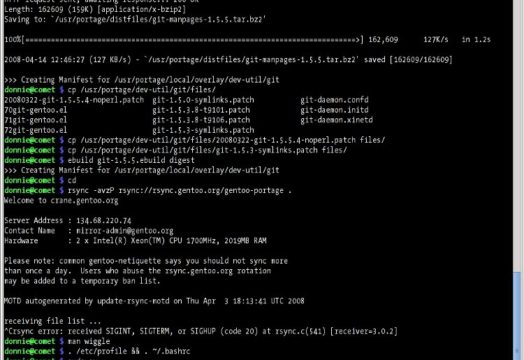 Length: 162609 (159K) [application/x-bzip2]
Saving to: `/usr/portage/distfiles/git-manpages-1.5.5.tar.bz2'
100%[======================================================================>] 162,609 127K/s in 1.2s
2008-04-14 12:46:27 (127 KB/s) - `/usr/portage/distfiles/git-manpages-1.5.5.tar.bz2' saved [162609/162609]
>>> Creating Manifest for /usr/portage/local/overlay/dev-util/git
donnie@comet $ cp /usr/portage/dev-util/git/files/
20080322-git-1.5.5.4-noperl.patch git-1.5.0-symlinks.patch git-daemon.confd
70git-gentoo.el git-1.5.3.8-t9101.patch git-daemon.initd
71git-gentoo.el git-1.5.3.8-t9106.patch git-daemon.xinetd
72git-gentoo.el git-1.5.3-symlinks.patch
donnie@comet $ cp /usr/portage/dev-util/git/files/20080322-git-1.5.5.4-noperl.patch files/
donnie@comet $ cp /usr/portage/dev-util/git/files/git-1.5.3-symlinks.patch files/
donnie@comet $ ebuild git-1.5.5.ebuild digest
>>> Creating Manifest for /usr/portage/local/overlay/dev-util/git
donnie@comet $ cd
donnie@comet $ rsync -avzP rsync://rsync.gentoo.org/gentoo-portage .
Welcome to crane.gentoo.org
Server Address : 134.68.220.74
Contact Name : mirror-admin@gentoo.org
Hardware : 2 x Intel(R) Xeon(TM) CPU 1700MHz, 2019MB RAM
Please note: common gentoo-netiquette says you should not sync more
than once a day. Users who abuse the rsync.gentoo.org rotation
may be added to a temporary ban list.
MOTD autogenerated by update-rsync-motd on Thu Apr 3 18:13:41 UTC 2008
receiving file list ...
^Crsync error: received SIGINT, SIGTERM, or SIGHUP (code 20) at rsync.c(541) [receiver=3.0.2]
donnie@comet $ man wiggle
donnie@comet $ . /etc/profile && . ~/.bashrc